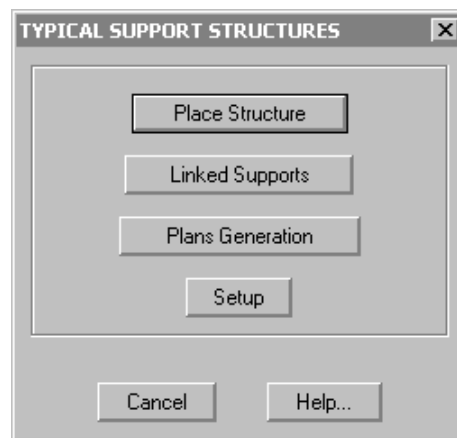 TYPICAL SUPPORT STRUCTURES
Place Structure
Linked Supports
Plans Generation
Setup
Cancel Help...